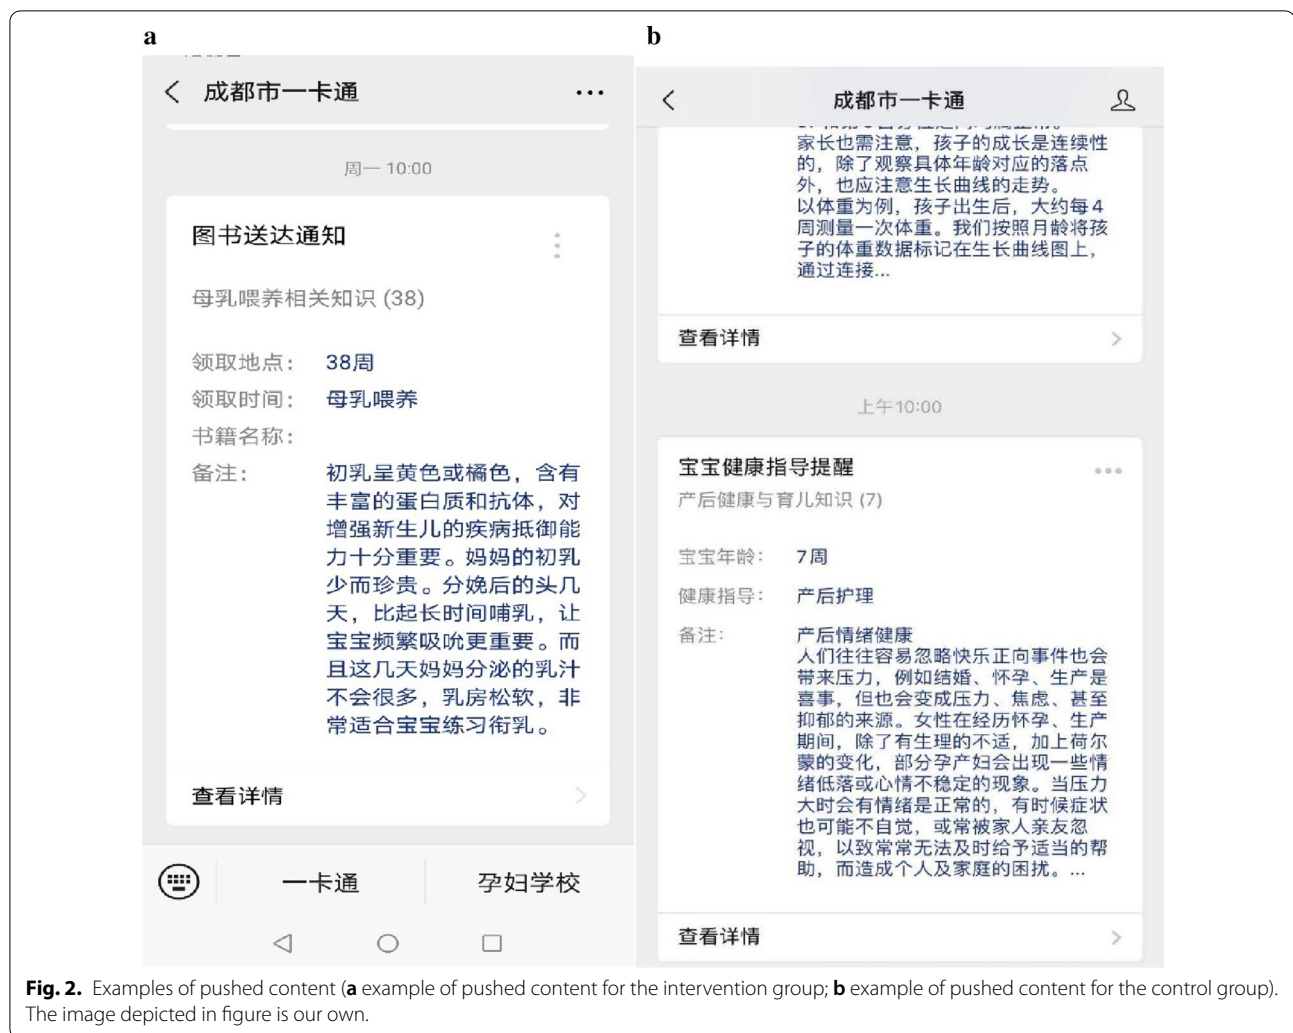 a
成都市一卡通
周一 10:00
图书送达通知
母乳喂养相关知识 (38)
领取地点: 38周
领取时间: 母乳喂养
书籍名称:
备注: 初乳呈黄色或橘色，含有
丰富的蛋白质和抗体，对
增强新生儿的疾病抵御能
力十分重要。妈妈的初乳
少而珍贵。分娩后的头几
天，比起长时间哺乳，让
宝宝频繁吸吮更重要。而
且这几天妈妈分泌的乳汁
不会很多，乳房松软，非
常适合宝宝练习衔乳。
查看详情
一卡通
孕妇学校
b
成都市一卡通
家长也需注意，孩子的成长是连续性
的，除了观察具体年龄对应的落点
外，也应注意生长曲线的走势。
以体重为例，孩子出生后，大约每4
周测量一次体重。我们按照月龄将孩
子的体重数据标记在生长曲线图上，
通过连接...
查看详情
上午10:00
宝宝健康指导提醒
产后健康与育儿知识 (7)
宝宝年龄: 7周
健康指导: 产后护理
备注: 产后情绪健康
人们往往容易忽略快乐正向事件也会
带来压力，例如结婚、怀孕、生产是
喜事，但也会变成压力、焦虑、甚至
抑郁的来源。女性在经历怀孕、生产
期间，除了有生理的不适，加上荷尔
蒙的变化，部分孕产妇会出现一些情
绪低落或心情不稳定的现象。当压力
大时会有情绪是正常的，有时候症状
也可能不自觉，或常被家人亲友忽
视，以致常常无法及时给予适当的帮
助，而造成个人及家庭的困扰。...
查看详情
Fig. 2. Examples of pushed content (a example of pushed content for the intervention group; b example of pushed content for the control group).
The image depicted in figure is our own.